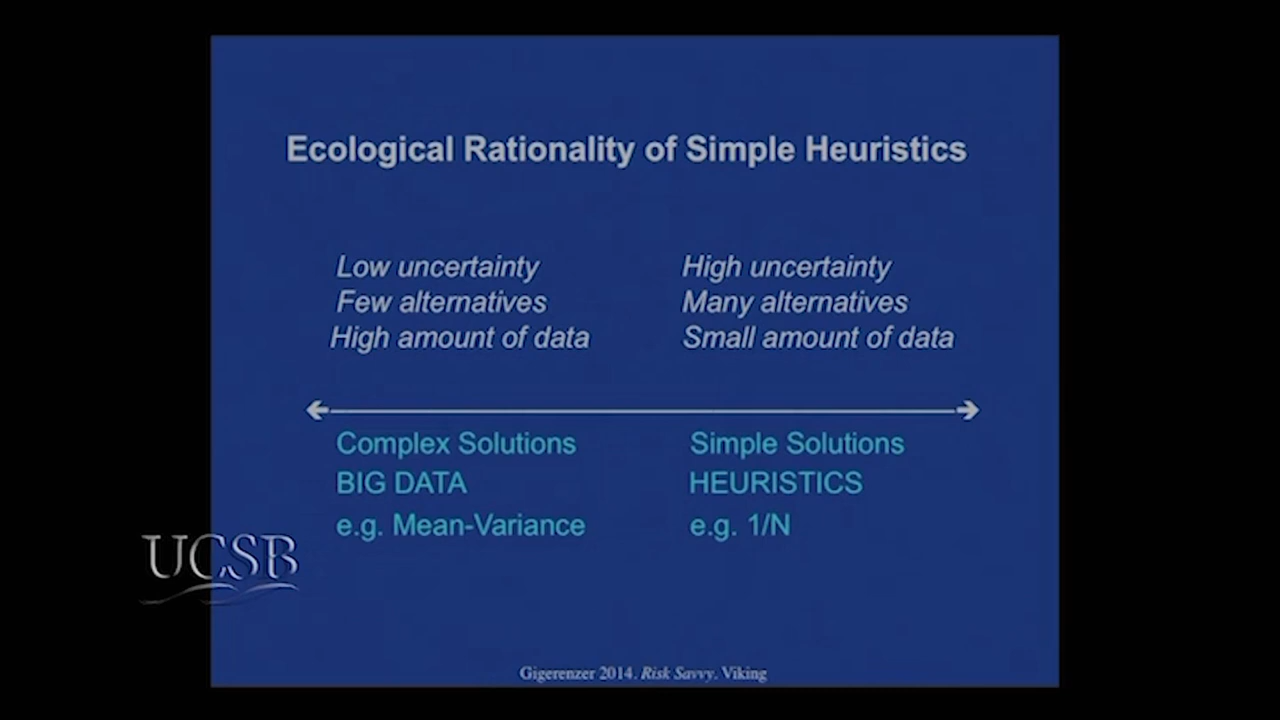 Ecological Rationality of Simple Heuristics
Low uncertainty
Few alternatives
High amount of data
High uncertainty
Many alternatives
Small amount of data
Complex Solutions
BIG DATA
e.g. Mean-Variance
Simple Solutions
HEURISTICS
e.g. 1/N
UCSB
Gigerenzer 2014. Risk Savvy. Viking